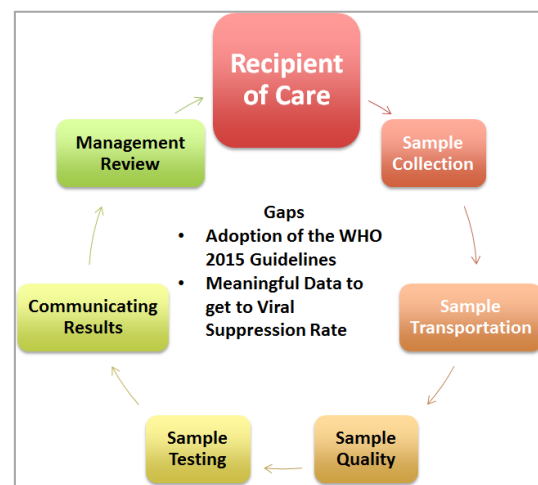 Recipient
of Care
Sample
Collection
Sample
Transportation
Sample
Quality
Sample
Testing
Communicating
Results
Management
Review
Gaps
• Adoption of the WHO
2015 Guidelines
• Meaningful Data to
get to Viral
Suppression Rate